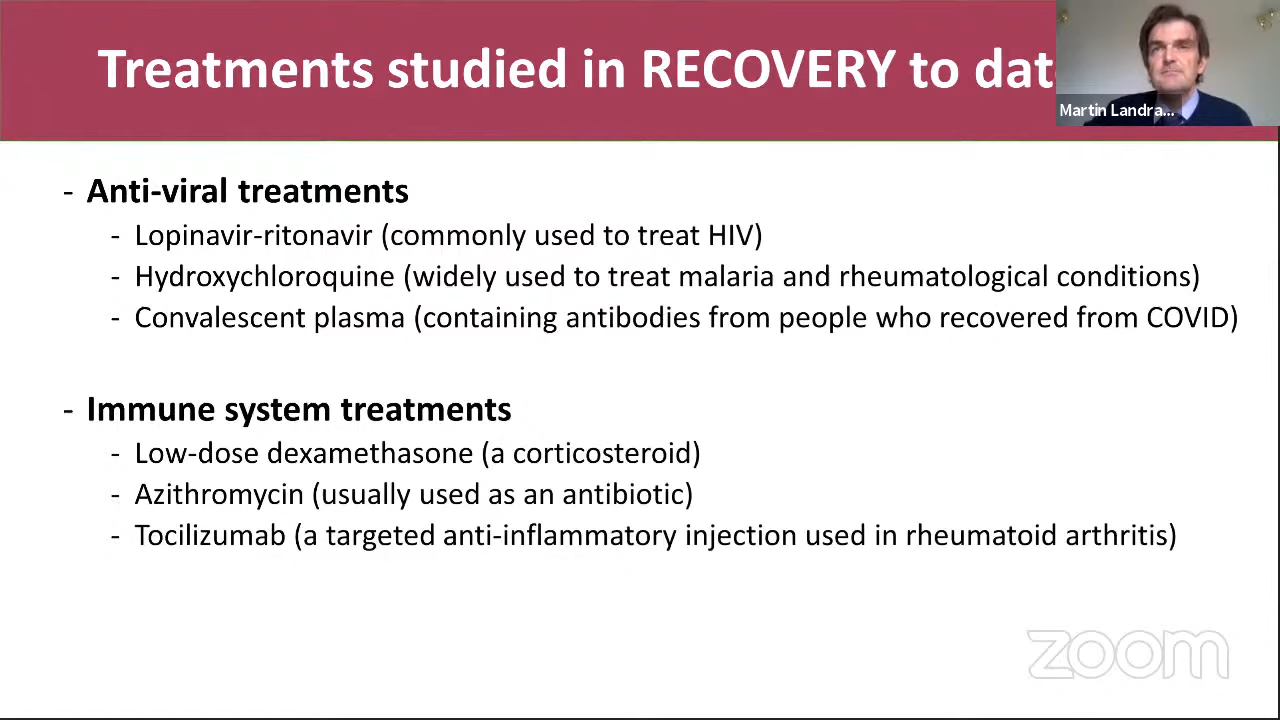 Treatments studied in RECOVERY to dat
Martin Landra...
- Anti-viral treatments
- Lopinavir-ritonavir (commonly used to treat HIV)
- Hydroxychloroquine (widely used to treat malaria and rheumatological conditions)
- Convalescent plasma (containing antibodies from people who recovered from COVID)
- Immune system treatments
- Low-dose dexamethasone (a corticosteroid)
- Azithromycin (usually used as an antibiotic)
- Tocilizumab (a targeted anti-inflammatory injection used in rheumatoid arthritis)
zoom